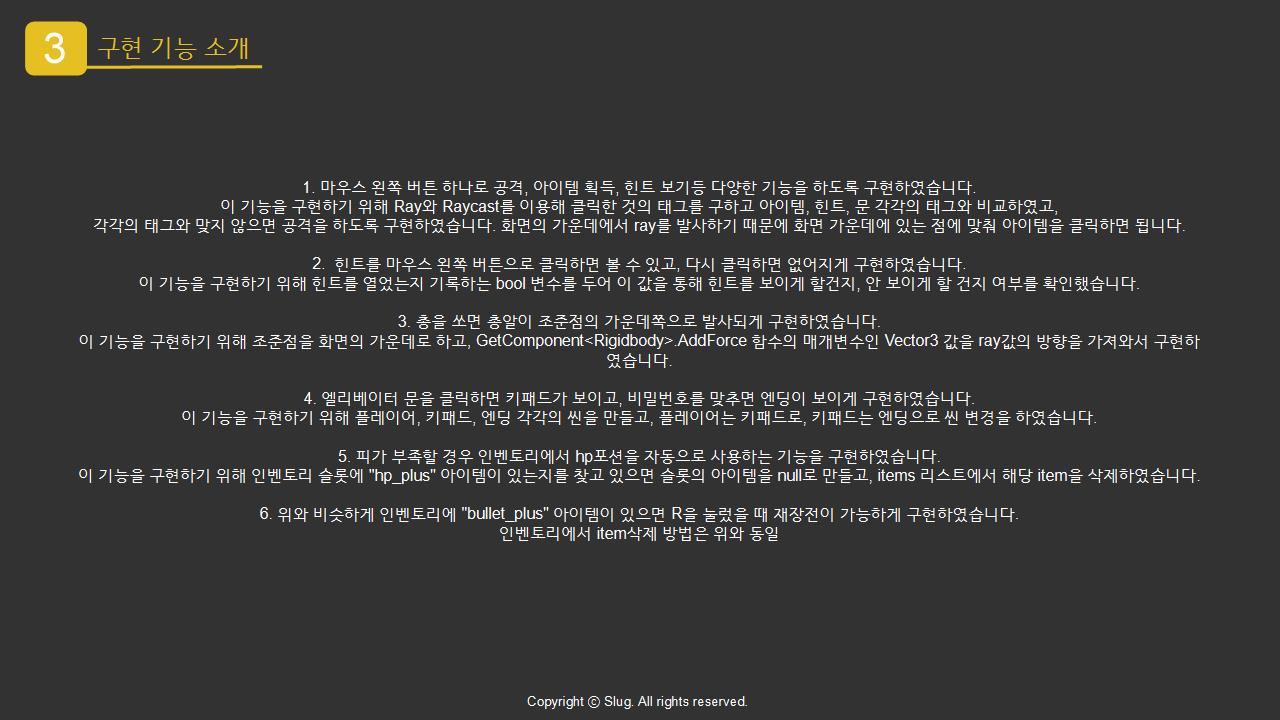 3 구현 기능 소개
1. 마우스 왼쪽 버튼 하나로 공격, 아이템 획득, 힌트 보기등 다양한 기능을 하도록 구현하였습니다.
이 기능을 구현하기 위해 Ray와 Raycast를 이용해 클릭한 것의 태그를 구하고 아이템, 힌트, 문 각각의 태그와 비교하였고,
각각의 태그와 맞지 않으면 공격을 하도록 구현하였습니다. 화면의 가운데에서 ray를 발사하기 때문에 화면 가운데에 있는 점에 맞춰 아이템을 클릭하면 됩니다.
2. 힌트를 마우스 왼쪽 버튼으로 클릭하면 볼 수 있고, 다시 클릭하면 없어지게 구현하였습니다.
이 기능을 구현하기 위해 힌트를 열었는지 기록하는 bool 변수를 두어 이 값을 통해 힌트를 보이게 할건지, 안 보이게 할 건지 여부를 확인했습니다.
3. 총을 쏘면 총알이 조준점의 가운데쪽으로 발사되게 구현하였습니다.
이 기능을 구현하기 위해 조준점을 화면의 가운데로 하고, GetComponent<Rigidbody>.AddForce 함수의 매개변수인 Vector3 값을 ray값의 방향을 가져와서 구현하
였습니다.
4. 엘리베이터 문을 클릭하면 키패드가 보이고, 비밀번호를 맞추면 엔딩이 보이게 구현하였습니다.
이 기능을 구현하기 위해 플레이어, 키패드, 엔딩 각각의 씬을 만들고, 플레이어는 키패드로, 키패드는 엔딩으로 씬 변경을 하였습니다.
5. 피가 부족할 경우 인벤토리에서 hp포션을 자동으로 사용하는 기능을 구현하였습니다.
이 기능을 구현하기 위해 인벤토리 슬롯에 "hp_plus" 아이템이 있는지를 찾고 있으면 슬롯의 아이템을 null로 만들고, items 리스트에서 해당 item을 삭제하였습니다.
6. 위와 비슷하게 인벤토리에 "bullet_plus" 아이템이 있으면 R을 눌렀을 때 재장전이 가능하게 구현하였습니다.
인벤토리에서 item삭제 방법은 위와 동일
Copyright ⓒ Slug. All rights reserved.